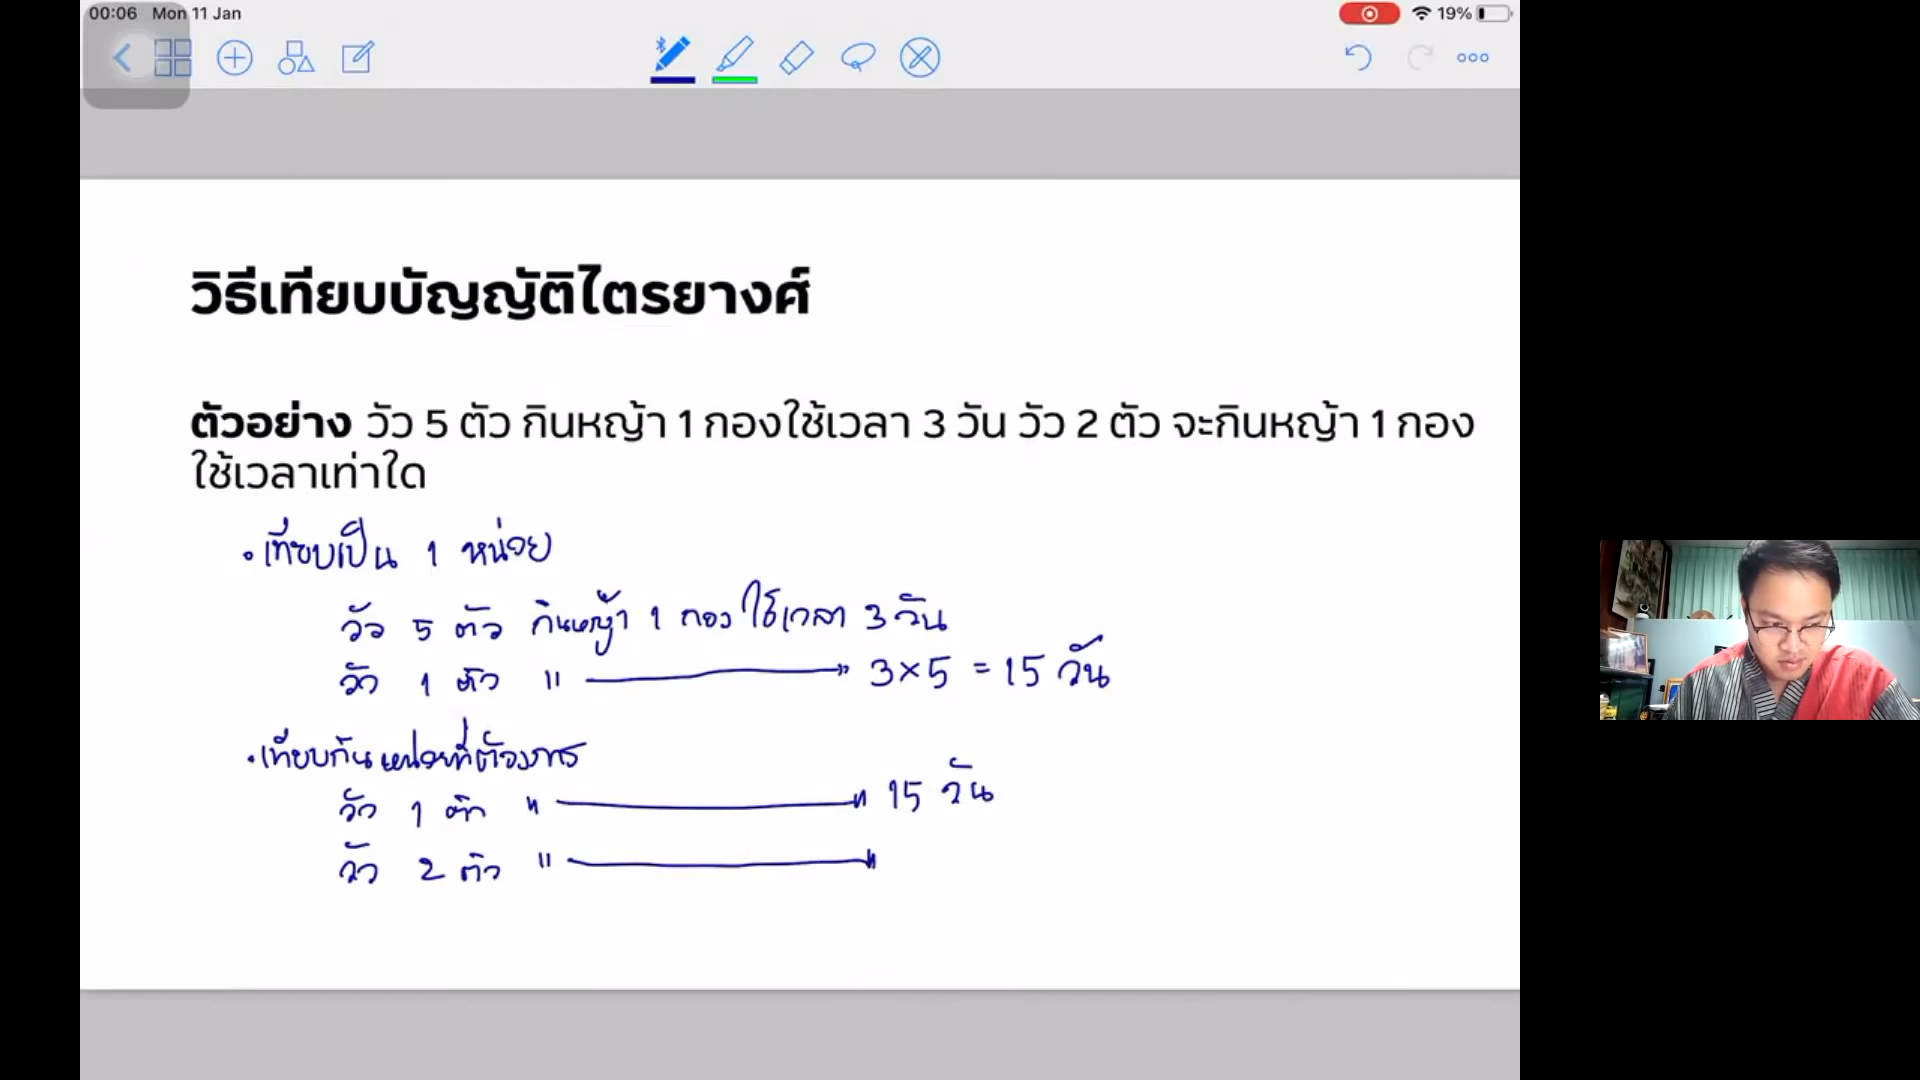 00:06 Mon 11 Jan 19%
วิธีเทียบบัญญัติไตรยางศ์
ตัวอย่าง วัว 5 ตัว กินหญ้า 1 กองใช้เวลา 3 วัน วัว 2 ตัว จะกินหญ้า 1 กอง
ใช้เวลาเท่าใด
• เทียบเป็น 1 หน่วย
วัว 5 ตัว กินหญ้า 1 กอง ใช้เวลา 3 วัน
วัว 1 ตัว " ———— " 3×5 = 15 วัน
• เทียบกับหน่วยที่ต้องการ
วัว 1 ตัว " ———— " 15 วัน
วัว 2 ตัว " ———— "